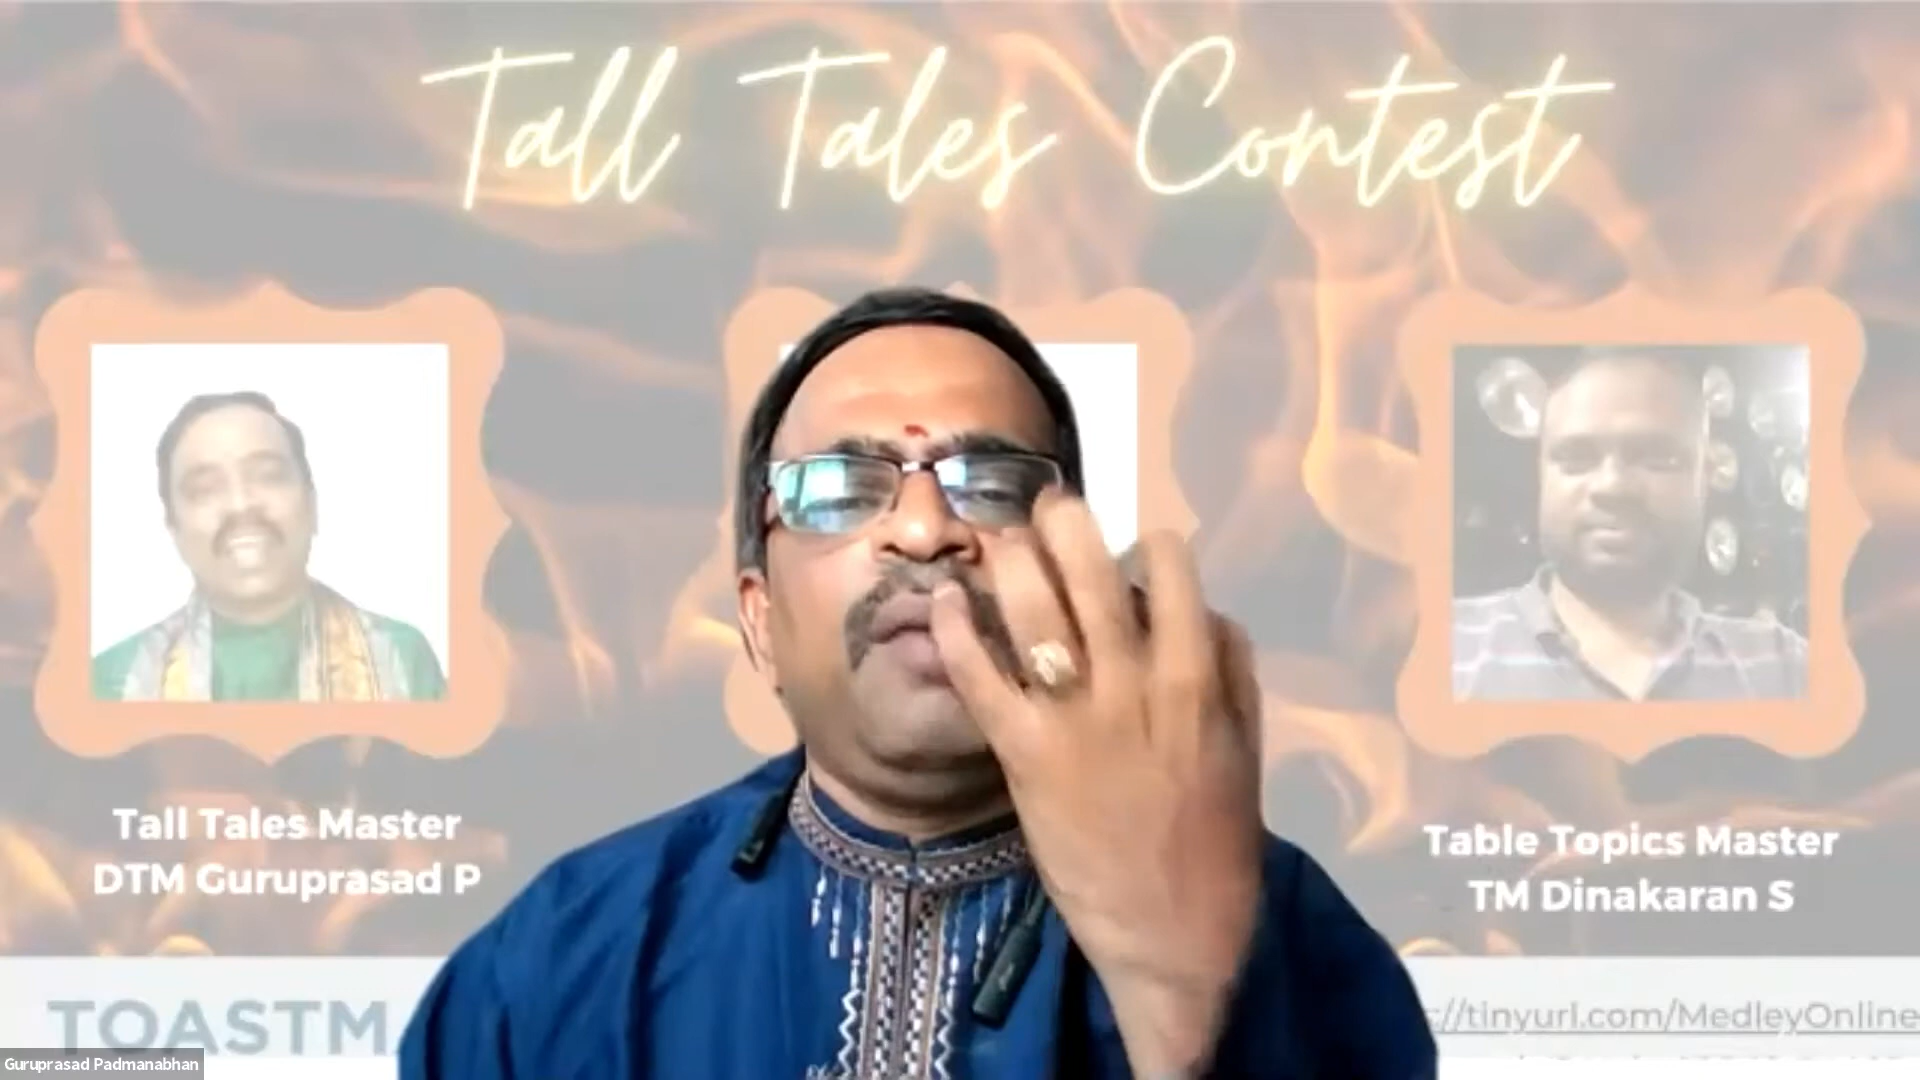 Tall Tales Contest
Tall Tales Master
DTM Guruprasad P
Table Topics Master
TM Dinakaran S
TOASTM
://tinyurl.com/MedleyOnline
Guruprasad Padmanabhan